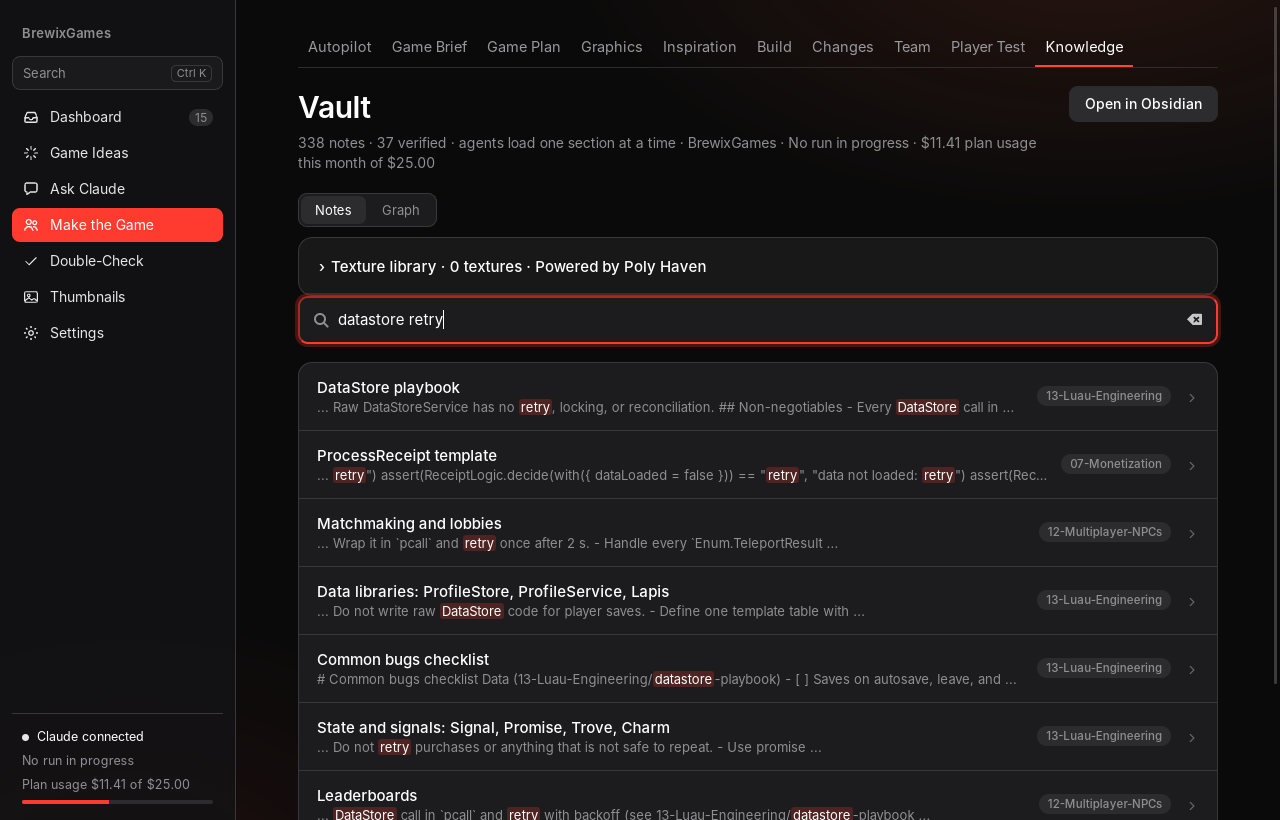 BrewixGames
Search
Ctrl K
Dashboard
15
Game Ideas
Ask Claude
Make the Game
Double-Check
Thumbnails
Settings
Claude connected
No run in progress
Plan usage $11.41 of $25.00
Autopilot Game Brief Game Plan Graphics Inspiration Build Changes Team Player Test Knowledge
Vault
Open in Obsidian
338 notes · 37 verified · agents load one section at a time · BrewixGames · No run in progress · $11.41 plan usage
this month of $25.00
Notes Graph
› Texture library · 0 textures · Powered by Poly Haven
datastore retry
DataStore playbook
... Raw DataStoreService has no retry, locking, or reconciliation. ## Non-negotiables - Every DataStore call in ...
13-Luau-Engineering
ProcessReceipt template
... retry") assert(ReceiptLogic.decide(with({ dataLoaded = false })) == "retry", "data not loaded: retry") assert(Rec...
07-Monetization
Matchmaking and lobbies
... Wrap it in `pcall` and retry once after 2 s. - Handle every `Enum.TeleportResult ...
12-Multiplayer-NPCs
Data libraries: ProfileStore, ProfileService, Lapis
... Do not write raw DataStore code for player saves. - Define one template table with ...
13-Luau-Engineering
Common bugs checklist
# Common bugs checklist Data (13-Luau-Engineering/datastore-playbook) - [ ] Saves on autosave, leave, and ...
13-Luau-Engineering
State and signals: Signal, Promise, Trove, Charm
... Do not retry purchases or anything that is not safe to repeat. - Use promise ...
13-Luau-Engineering
Leaderboards
... DataStore call in `pcall` and retry with backoff (see 13-Luau-Engineering/datastore-playbook ...
12-Multiplayer-NPCs